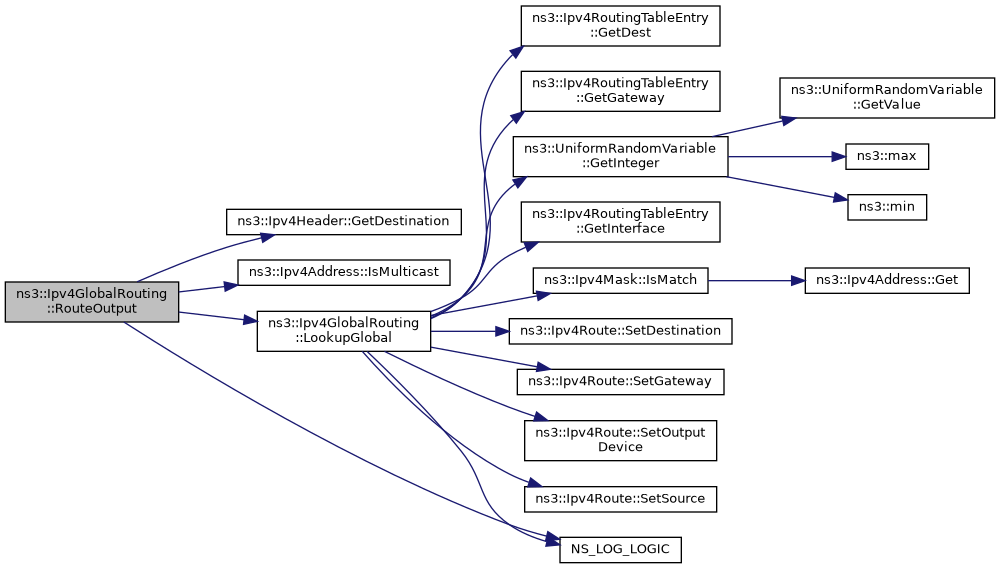 ns3::Ipv4GlobalRouting
::RouteOutput
ns3::Ipv4Header::GetDestination
ns3::Ipv4Address::IsMulticast
ns3::Ipv4GlobalRouting
::LookupGlobal
ns3::Ipv4RoutingTableEntry
::GetDest
ns3::Ipv4RoutingTableEntry
::GetGateway
ns3::UniformRandomVariable
::GetInteger
ns3::Ipv4RoutingTableEntry
::GetInterface
ns3::Ipv4Mask::IsMatch
ns3::Ipv4Route::SetDestination
ns3::Ipv4Route::SetGateway
ns3::Ipv4Route::SetOutput
Device
ns3::Ipv4Route::SetSource
NS_LOG_LOGIC
ns3::UniformRandomVariable
::GetValue
ns3::max
ns3::min
ns3::Ipv4Address::Get